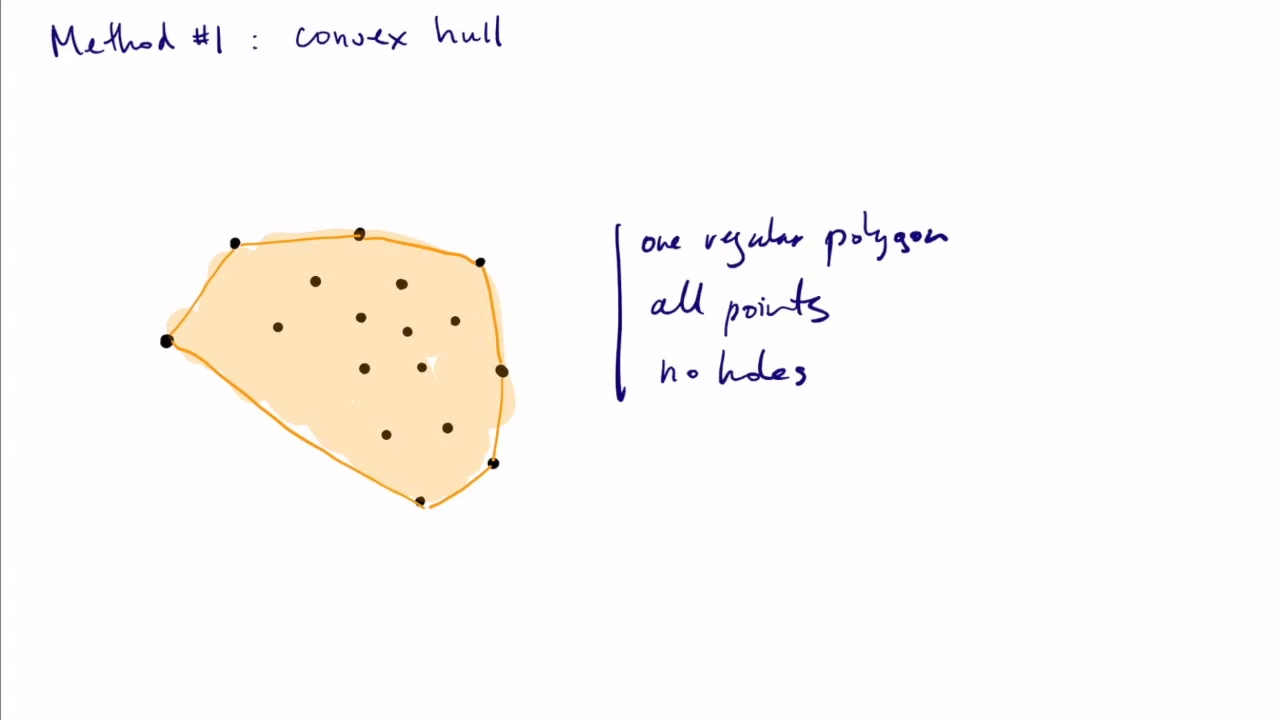 Method #1 : convex hull
one regular polygon
all points
no holes